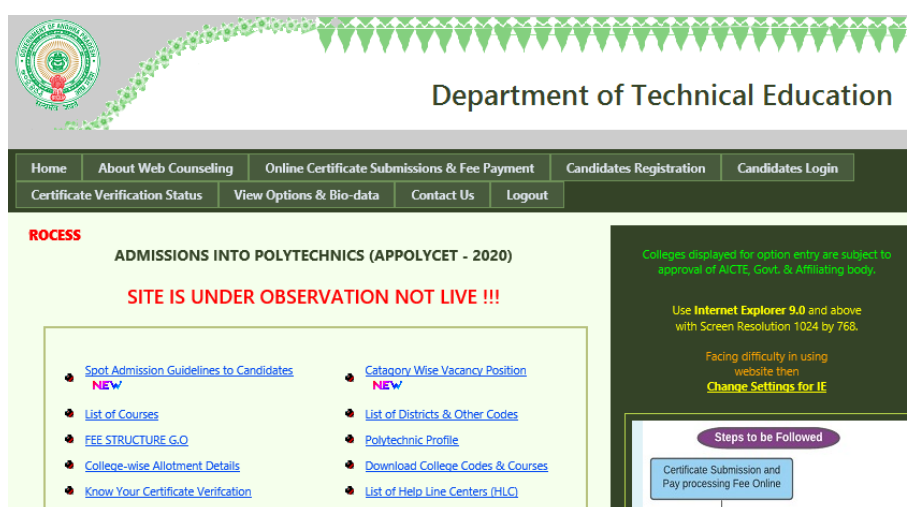 Department of Technical Education
Home About Web Counseling Online Certificate Submissions & Fee Payment Candidates Registration Candidates Login
Certificate Verification Status View Options & Bio-data Contact Us Logout
ROCESS
ADMISSIONS INTO POLYTECHNICS (APPOLYCET - 2020)
SITE IS UNDER OBSERVATION NOT LIVE !!!
Spot Admission Guidelines to Candidates
NEW
Catagory Wise Vacancy Position
NEW
List of Courses
List of Districts & Other Codes
FEE STRUCTURE G.O
Polytechnic Profile
College-wise Allotment Details
Download College Codes & Courses
Know Your Certificate Verifcation
List of Help Line Centers (HLC)
Colleges displayed for option entry are subject to
approval of AICTE, Govt. & Affiliating body.
Use Internet Explorer 9.0 and above
with Screen Resolution 1024 by 768.
Facing difficulty in using
website then
Change Settings for IE
Steps to be Followed
Certificate Submission and
Pay processing Fee Online